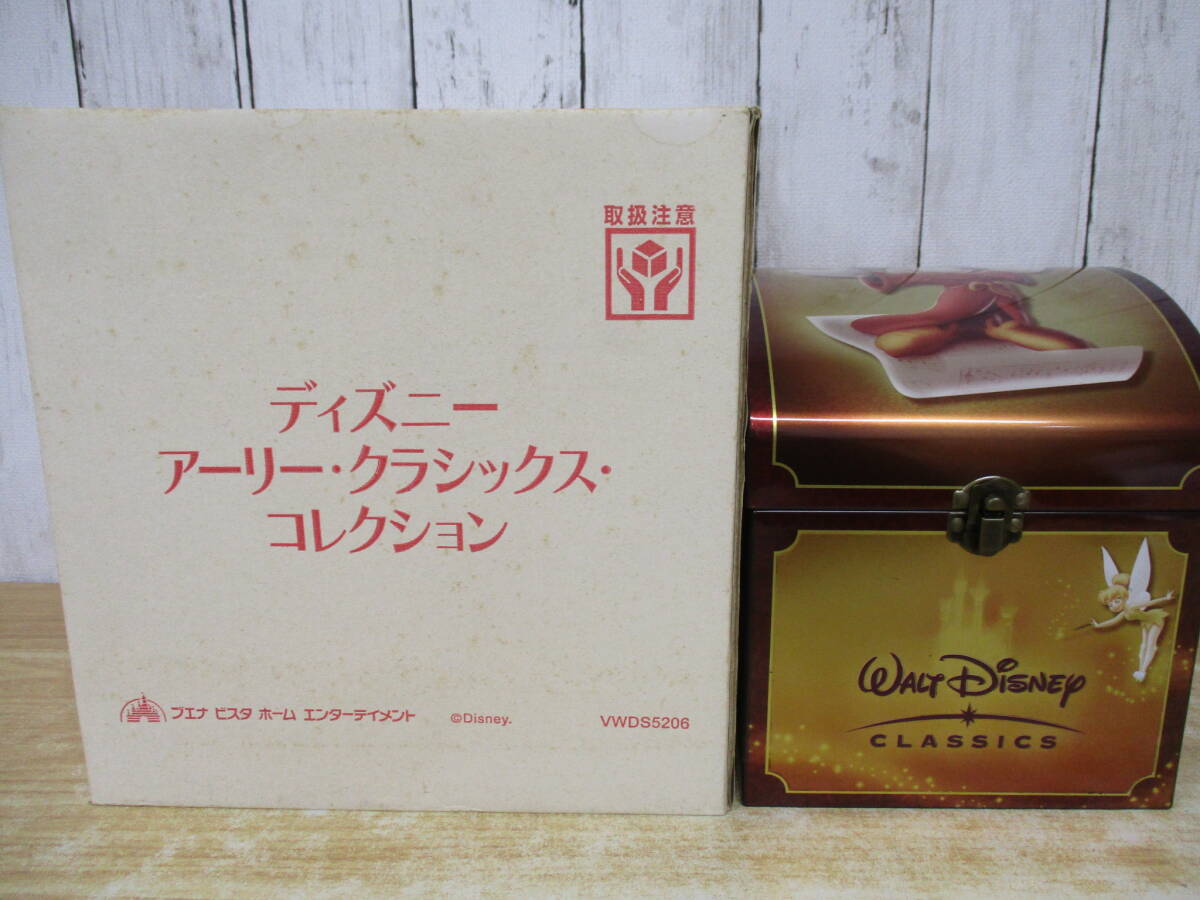 取扱注意
ディズニー
アーリー・クラシックス・
コレクション
ブエナ ビスタ ホーム エンターテイメント ©Disney. VWDS5206
WALT DISNEY
CLASSICS